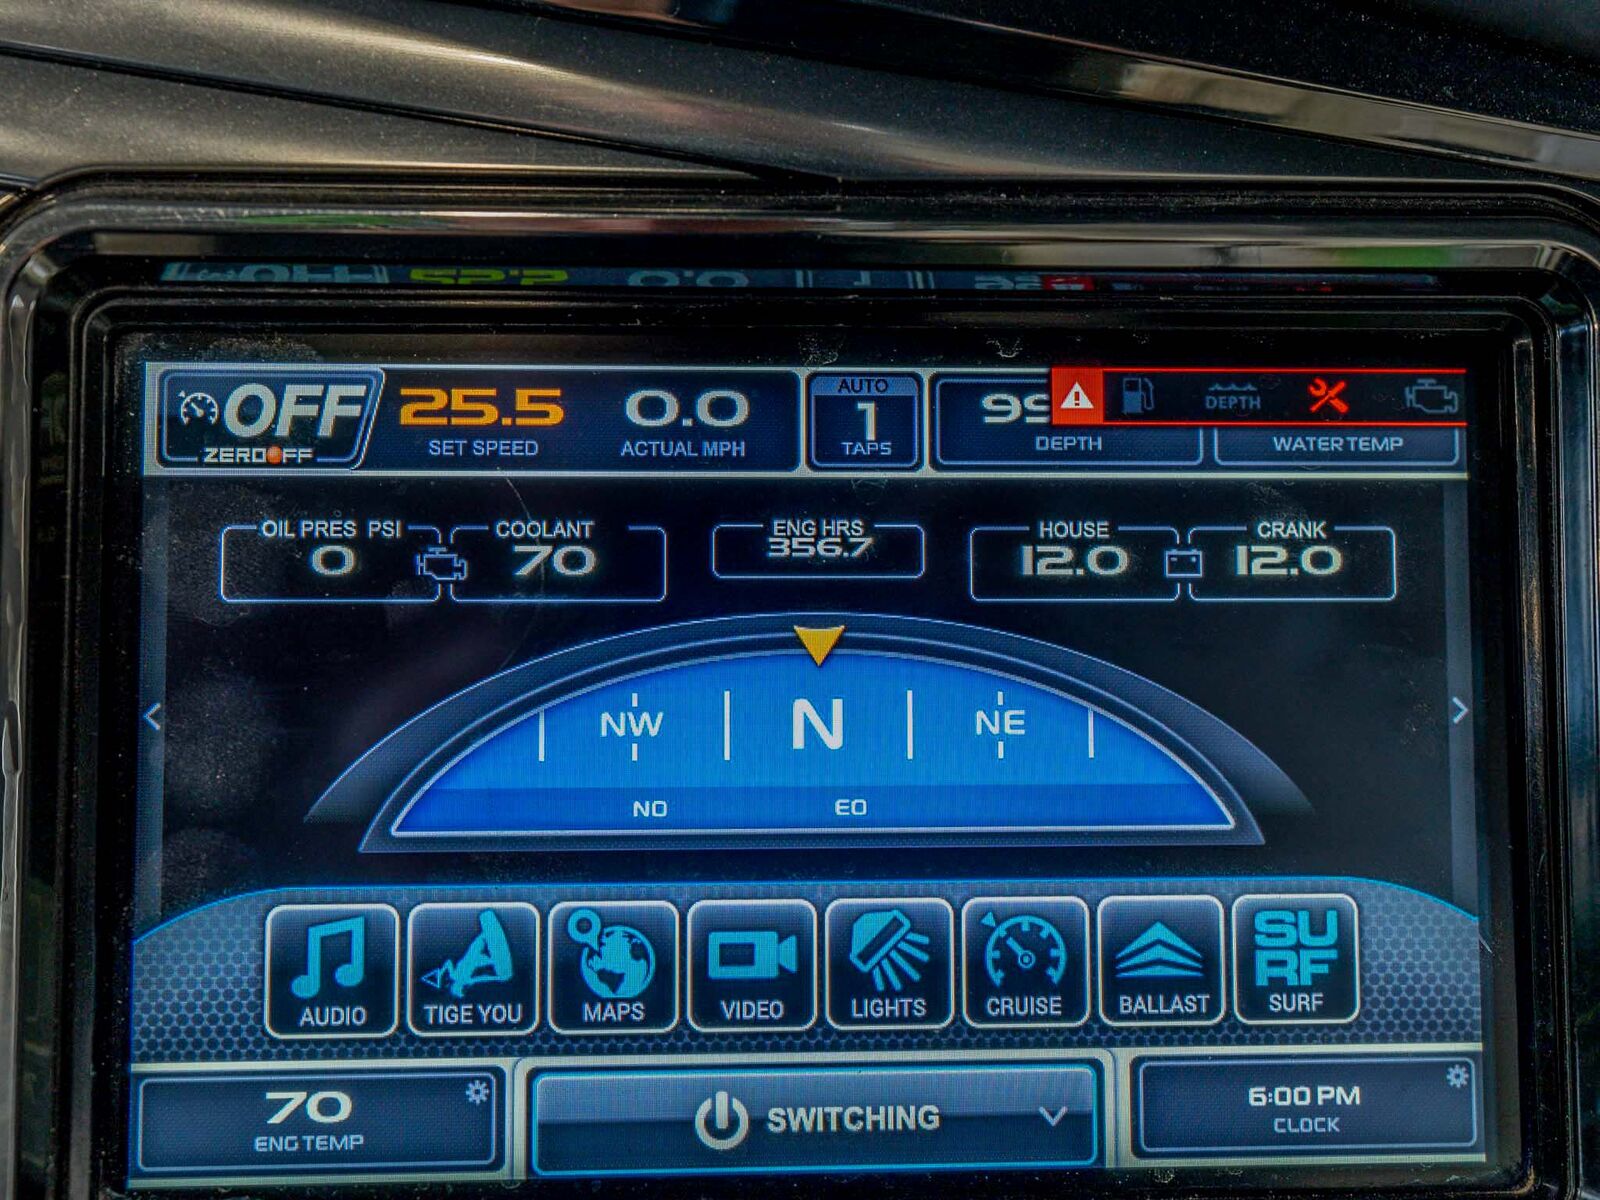 OFF
ZEROOFF
25.5
SET SPEED
0.0
ACTUAL MPH
AUTO
1
TAPS
DEPTH
DEPTH
WATER TEMP
OIL PRES PSI
0
COOLANT
70
ENG HRS
356.7
HOUSE
12.0
CRANK
12.0
NW
N
NE
NO
EO
AUDIO
TIGE YOU
MAPS
VIDEO
LIGHTS
CRUISE
BALLAST
SU
RF
SURF
70
ENG TEMP
SWITCHING
6:00 PM
CLOCK